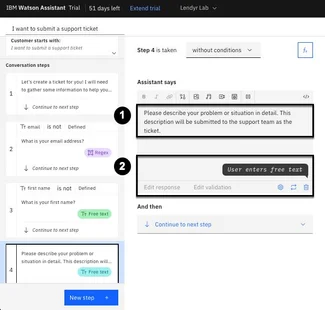 IBM Watson Assistant Trial
51 days left
Extend trial
Lendyr Lab
I want to submit a support ticket
Customer starts with:
I want to submit a support ticket
Conversation steps
1
Let's create a ticket for you! I will need
to gather some information to help you...
Continue to next step
2
email is not Defined
What is your email address?
Regex
Continue to next step
3
first name is not Defined
What is your first name?
Free text
Continue to next step
4
Please describe your problem or
situation in detail. This description will...
Free text
New step +
Step 4 is taken
without conditions
Assistant says
B I
</>
1
Please describe your problem or situation in detail. This
description will be submitted to the support team as the
ticket.
2
User enters free text
Edit response
Edit validation
And then
Continue to next step